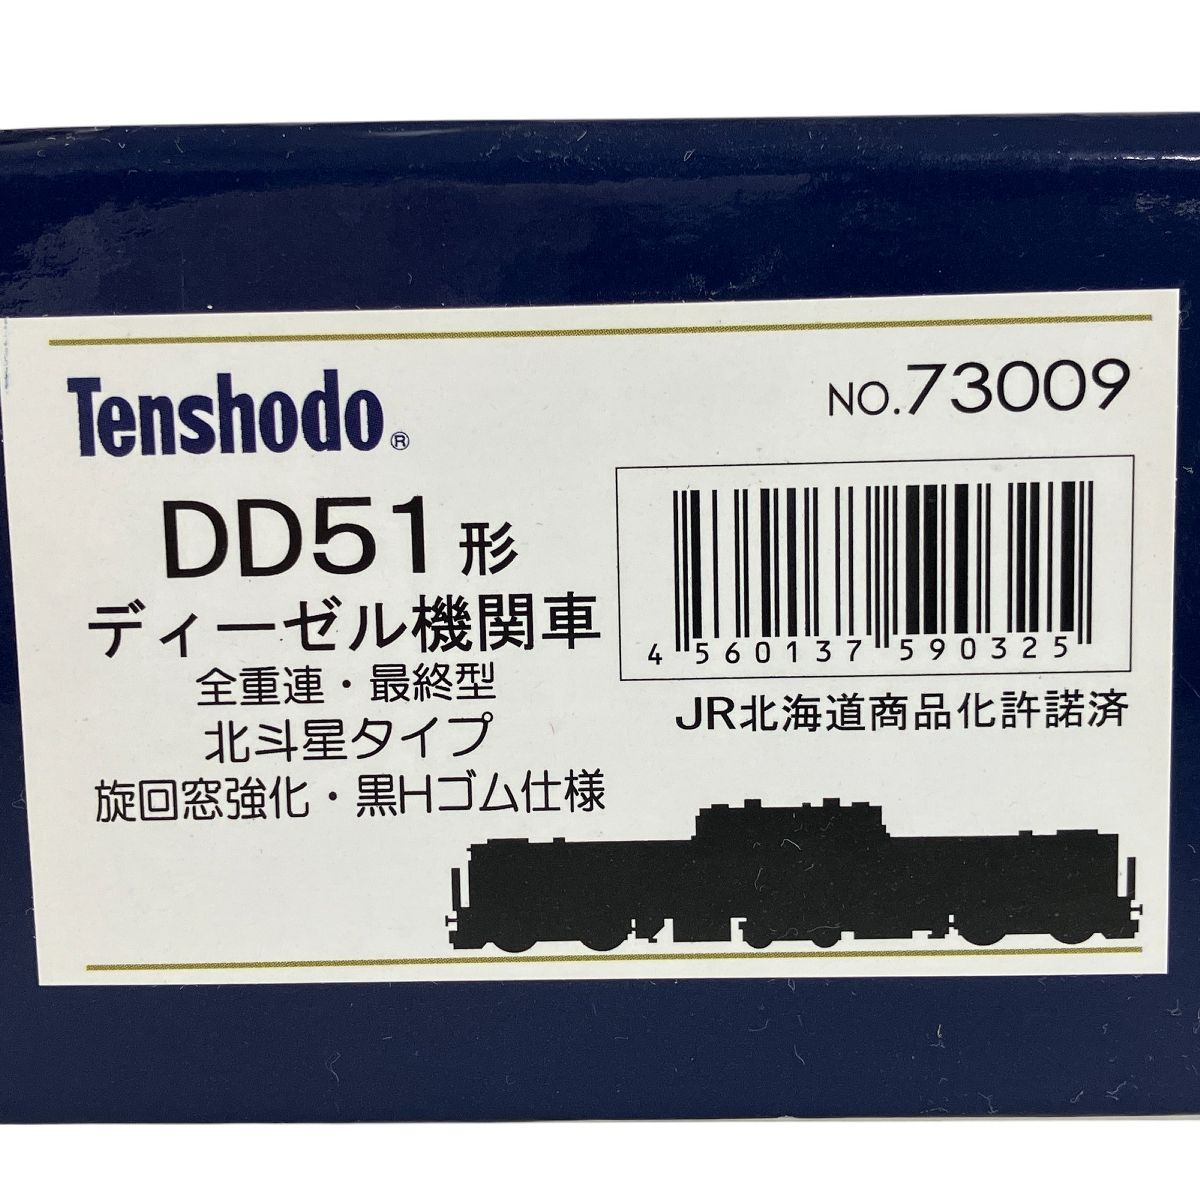 Tenshodo®
NO.73009
DD51形
ディーゼル機関車
全重連・最終型
北斗星タイプ
旋回窓強化・黒Hゴム仕様
4 560137 590325
JR北海道商品化許諾済